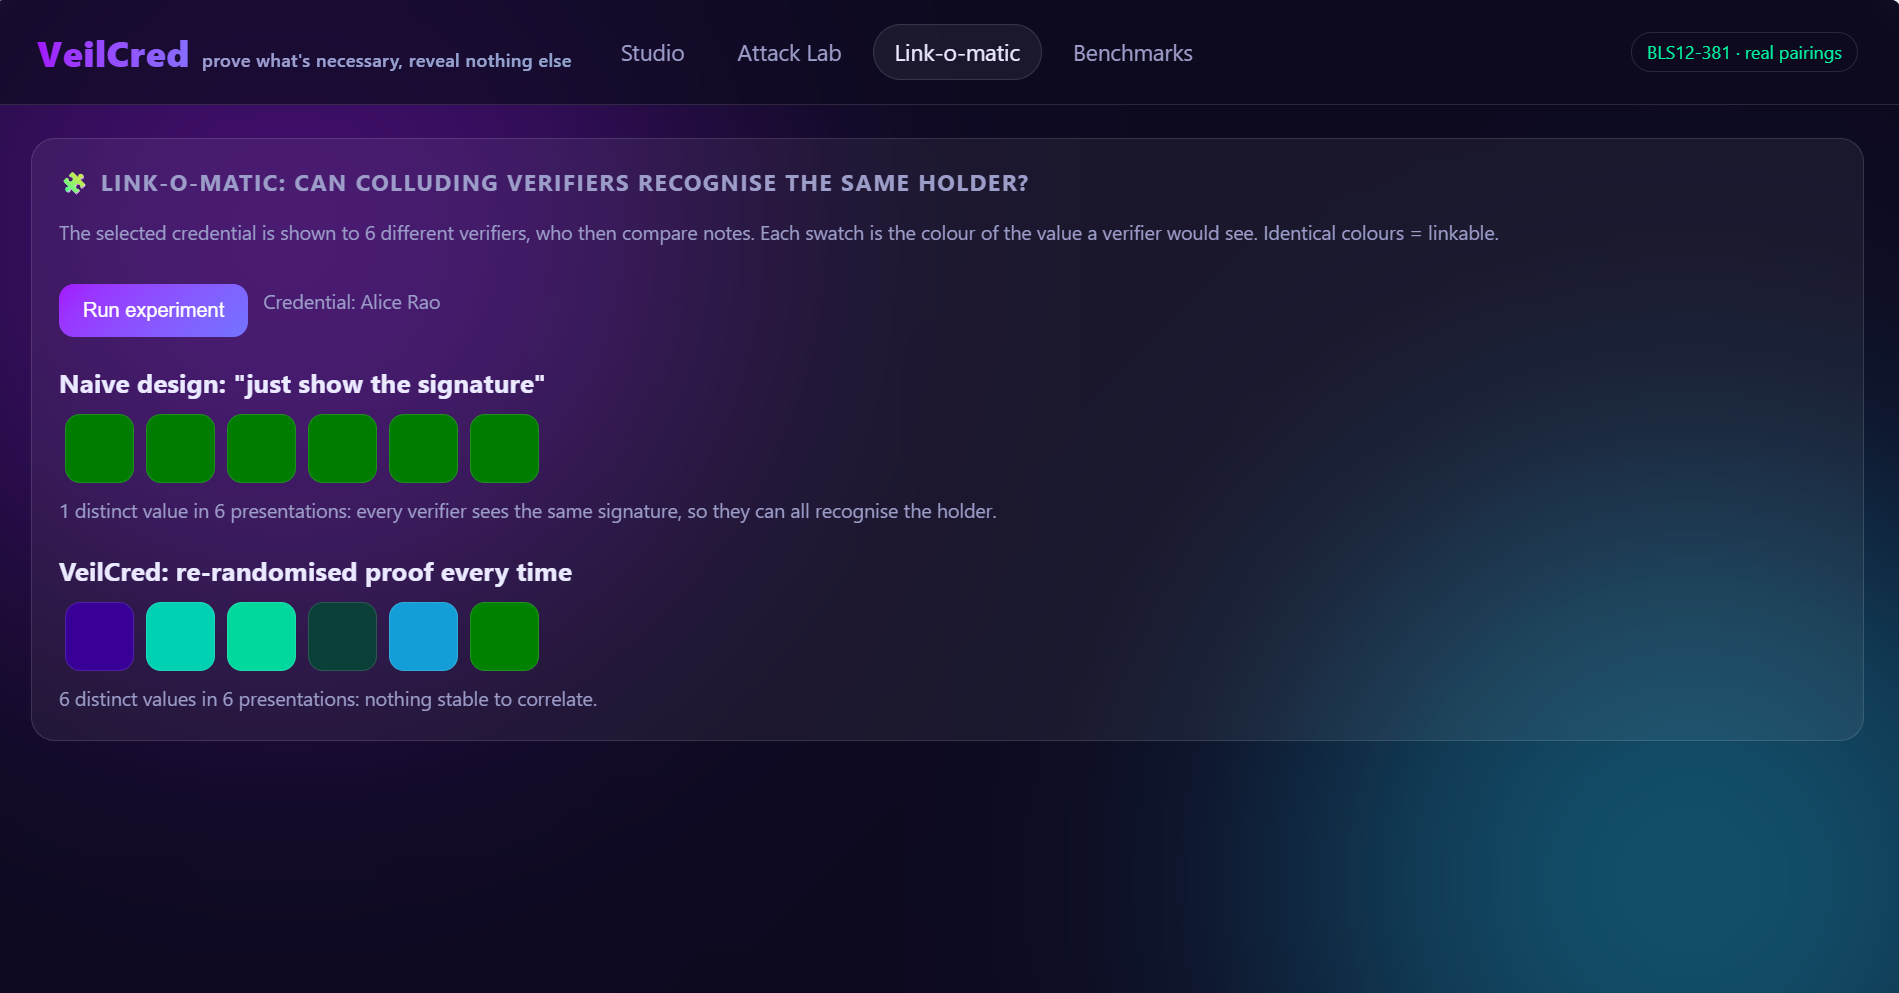 VeilCred prove what's necessary, reveal nothing else
Studio
Attack Lab
Link-o-matic
Benchmarks
BLS12-381 · real pairings
LINK-O-MATIC: CAN COLLUDING VERIFIERS RECOGNISE THE SAME HOLDER?
The selected credential is shown to 6 different verifiers, who then compare notes. Each swatch is the colour of the value a verifier would see. Identical colours = linkable.
Run experiment
Credential: Alice Rao
Naive design: "just show the signature"
1 distinct value in 6 presentations: every verifier sees the same signature, so they can all recognise the holder.
VeilCred: re-randomised proof every time
6 distinct values in 6 presentations: nothing stable to correlate.